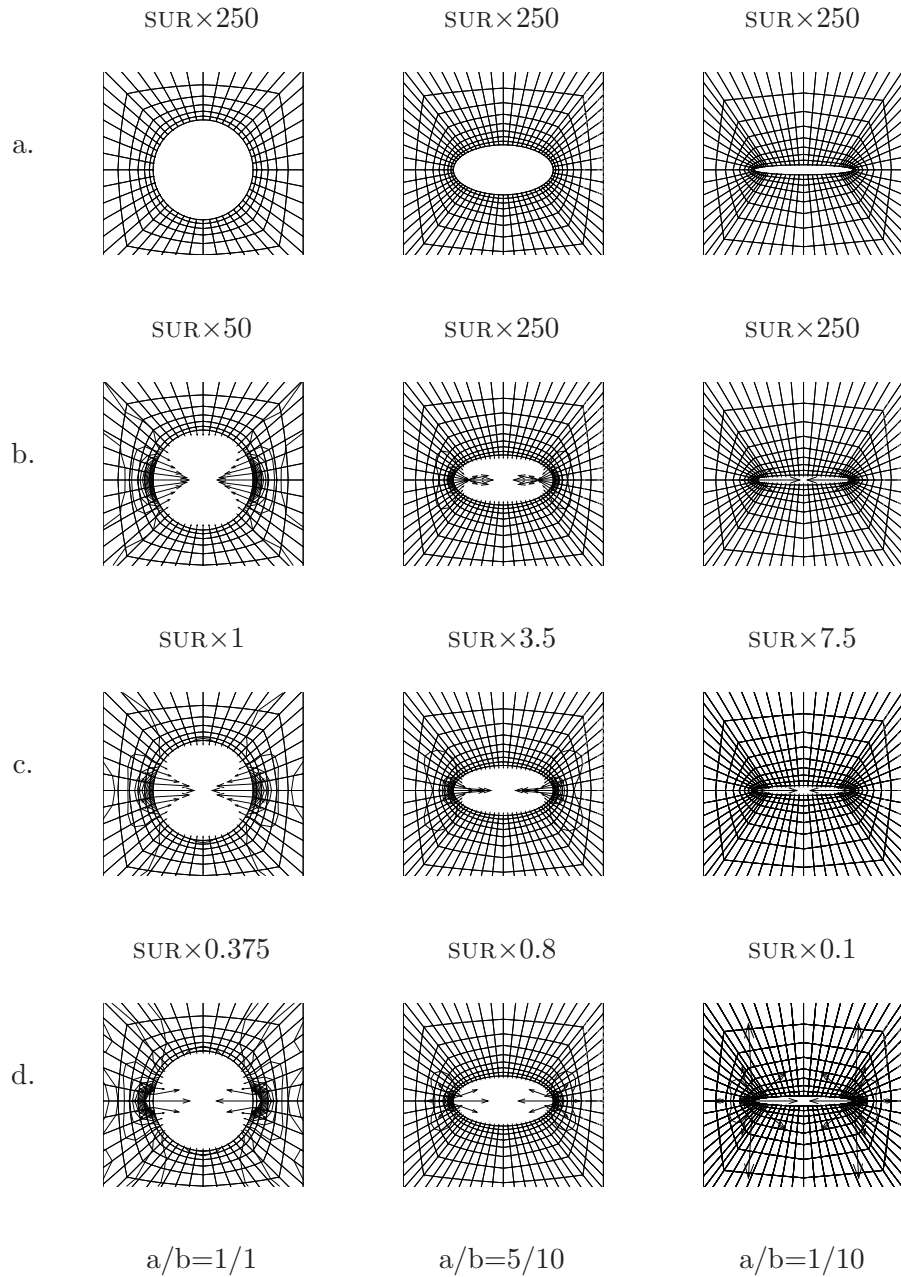 SUR×250 SUR×250 SUR×250
a.
SUR×50 SUR×250 SUR×250
b.
SUR×1 SUR×3.5 SUR×7.5
c.
SUR×0.375 SUR×0.8 SUR×0.1
d.
a/b=1/1 a/b=5/10 a/b=1/10